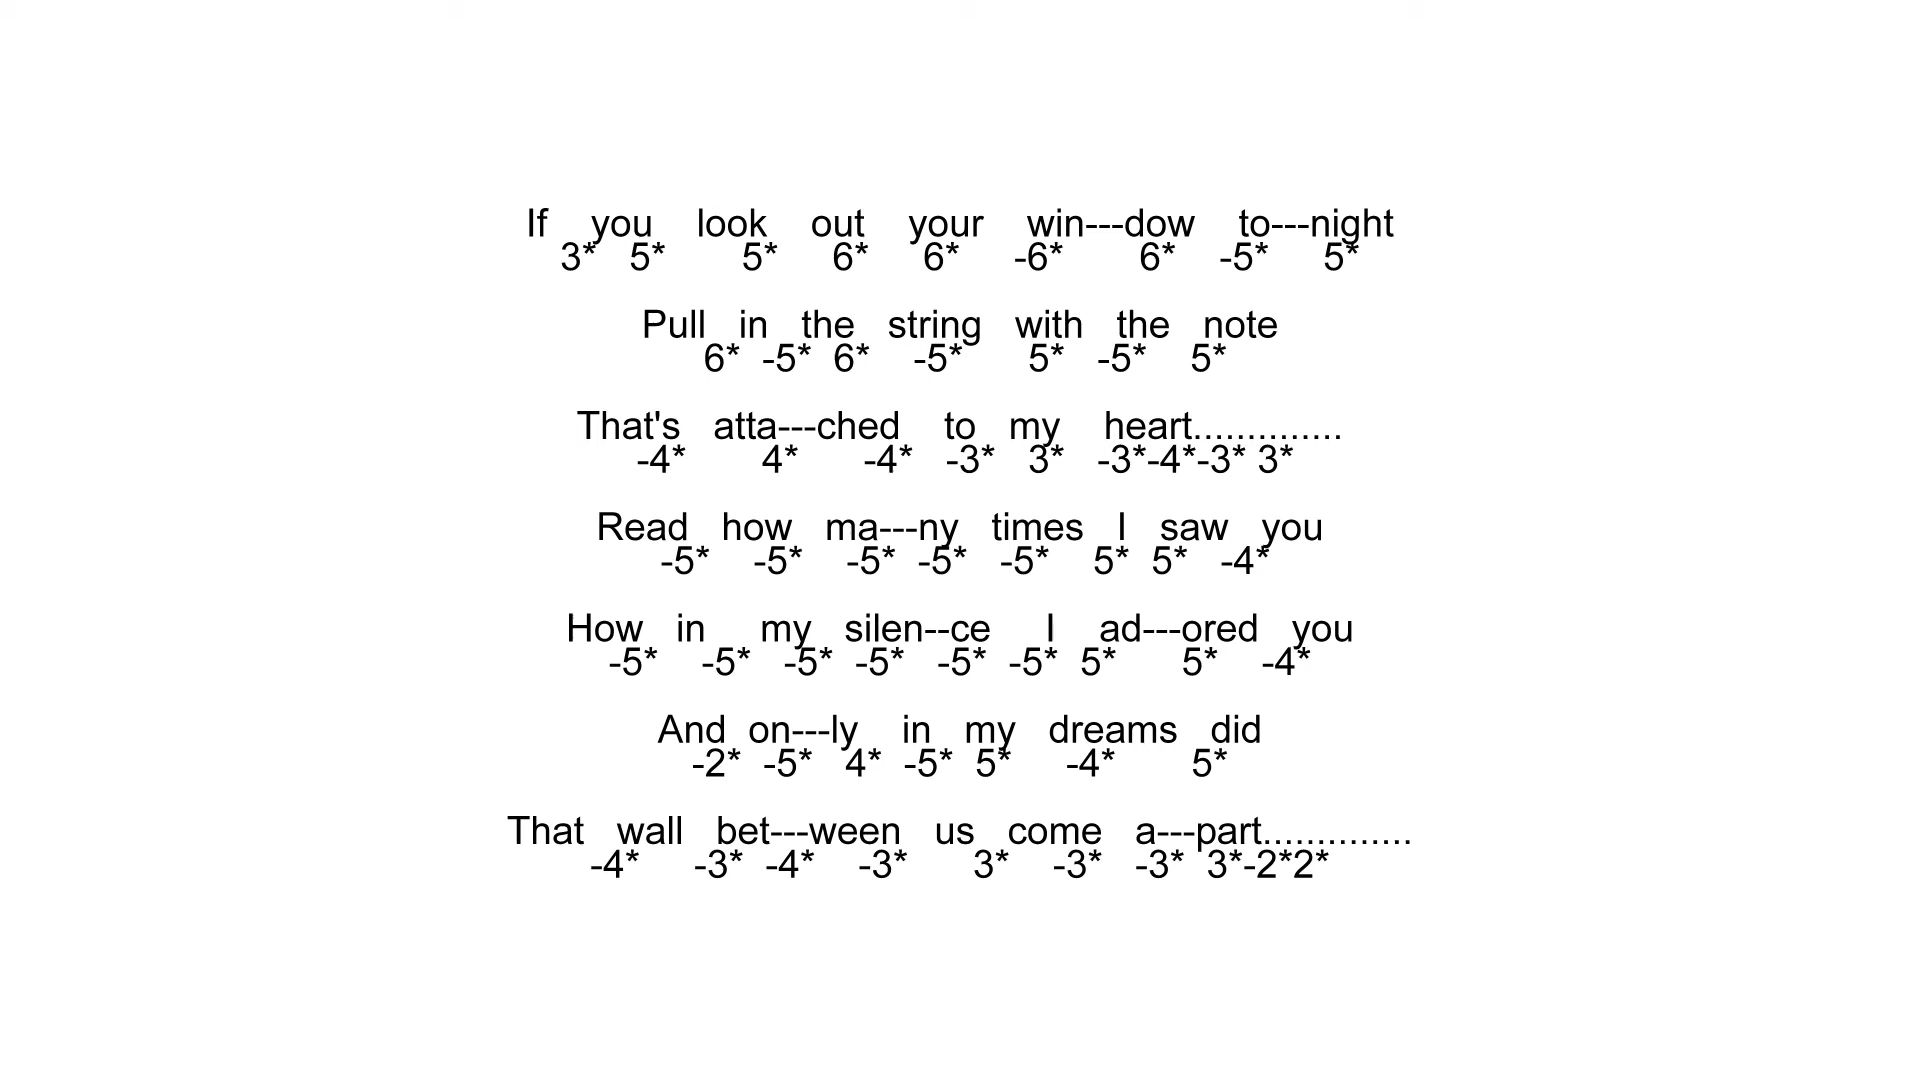 If you look out your win---dow to---night
3* 5* 5* 6* 6* -6* 6* -5* 5*
Pull in the string with the note
6* -5* 6* -5* 5* -5* 5*
That's atta---ched to my heart..............
-4* 4* -4* -3* 3* -3*-4*-3* 3*
Read how ma---ny times I saw you
-5* -5* -5* -5* -5* 5* 5* -4*
How in my silen--ce I ad---ored you
-5* -5* -5* -5* -5* -5* 5* 5* -4*
And on---ly in my dreams did
-2* -5* 4* -5* 5* -4* 5*
That wall bet---ween us come a---part..............
-4* -3* -4* -3* 3* -3* -3* 3*-2*2*